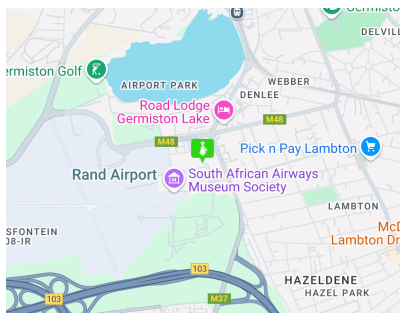 Germiston
DELVILL
ermiston Golf
AIRPORT PARK
WEBBER
DENLEE
Road Lodge
Germiston Lake
M48
M48
Pick n Pay Lambton
Rand Airport
South African Airways
Museum Society
LAMBTON
SFONTEIN
08-IR
McD
Lambton Dr
103
HAZELDENE
HAZEL PARK
103
M37